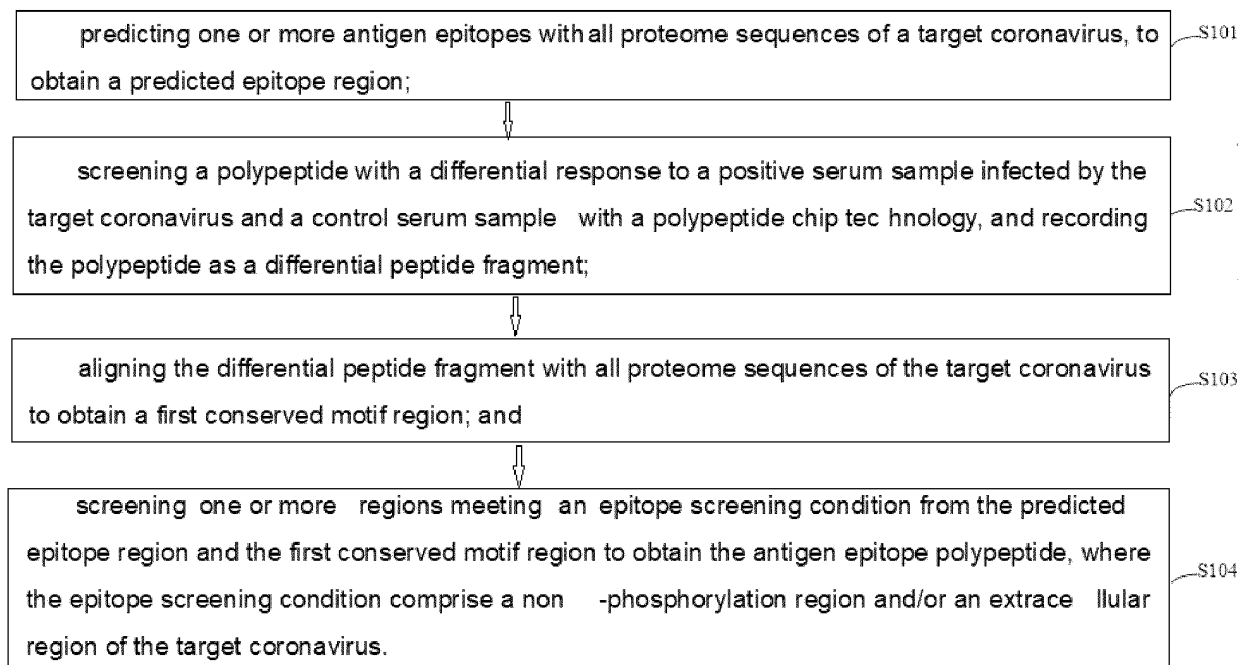 predicting one or more antigen epitopes with all proteome sequences of a target coronavirus, to
S101
obtain a predicted epitope region;
screening a polypeptide with a differential response to a positive serum sample infected by the
target coronavirus and a control serum sample with a polypeptide chip tec hnology, and recording
S102
the polypeptide as a differential peptide fragment;
aligning the differential peptide fragment with all proteome sequences of the target coronavirus
S103
to obtain a first conserved motif region; and
screening one or more regions meeting an epitope screening condition from the predicted
epitope region and the first conserved motif region to obtain the antigen epitope polypeptide, where
S104
the epitope screening condition comprise a non -phosphorylation region and/or an extrace llular
region of the target coronavirus.